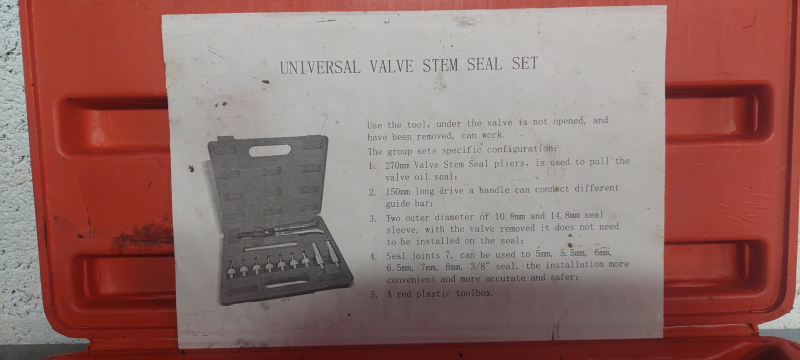 UNIVERSAL VALVE STEM SEAL SET
Use the tool, under the valve is not opened, and
have been removed, can work.
The group sets specific configuration:
1. 270mm Valve Stem Seal pliers, is used to pull the
valve oil seal;
2. 150mm long drive a handle can connect different
guide bar;
3. Two outer diameter of 10.8mm and 14.8mm seal
sleeve, with the valve removed it does not need
to be installed on the seal;
4. Seal joints 7, can be used to 5mm, 5.5mm, 6mm,
6.5mm, 7mm, 8mm, 3/8" seal, the installation more
convenient and more accurate and safer;
5. A red plastic toolbox.